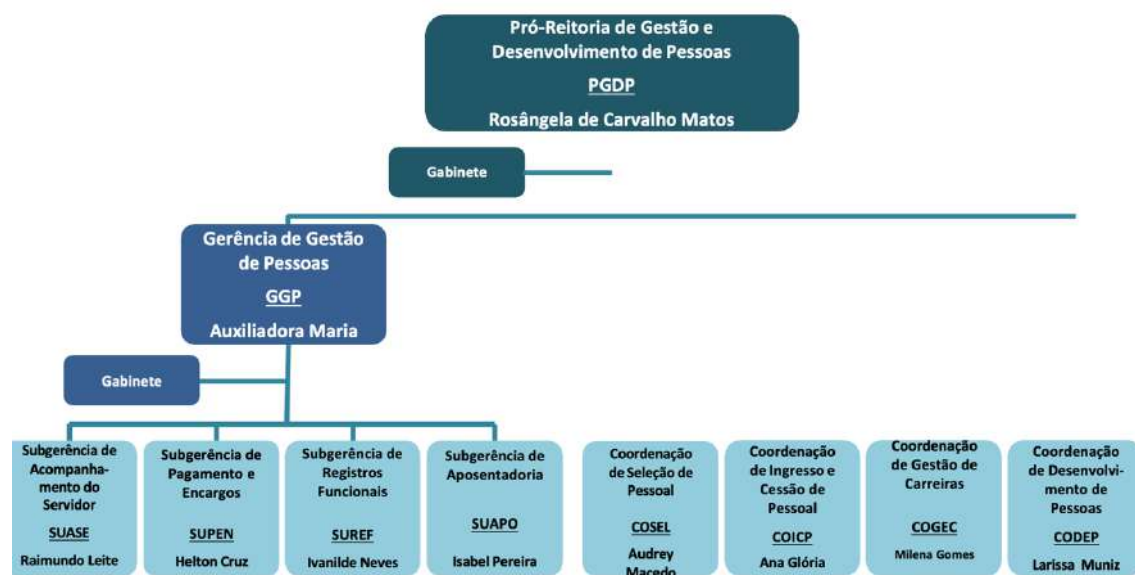 Pró-Reitoria de Gestão e
Desenvolvimento de Pessoas
PGDP
Rosângela de Carvalho Matos
Gabinete
Gerência de Gestão
de Pessoas
GGP
Auxiliadora Maria
Gabinete
Subgerência de
Acompanha-
mento do
Servidor
SUASE
Raimundo Leite
Subgerência de
Pagamento e
Encargos
SUPEN
Helton Cruz
Subgerência de
Registros
Funcionais
SUREF
Ivanilde Neves
Subgerência de
Aposentadoria
SUAPO
Isabel Pereira
Coordenação
de Seleção de
Pessoal
COSEL
Audrey
Macedo
Coordenação
de Ingresso e
Cessão de
Pessoal
COICP
Ana Glória
Coordenação
de Gestão de
Carreiras
COGEC
Milena Gomes
Coordenação
de Desenvolvi-
mento de
Pessoas
CODEP
Larissa Muniz